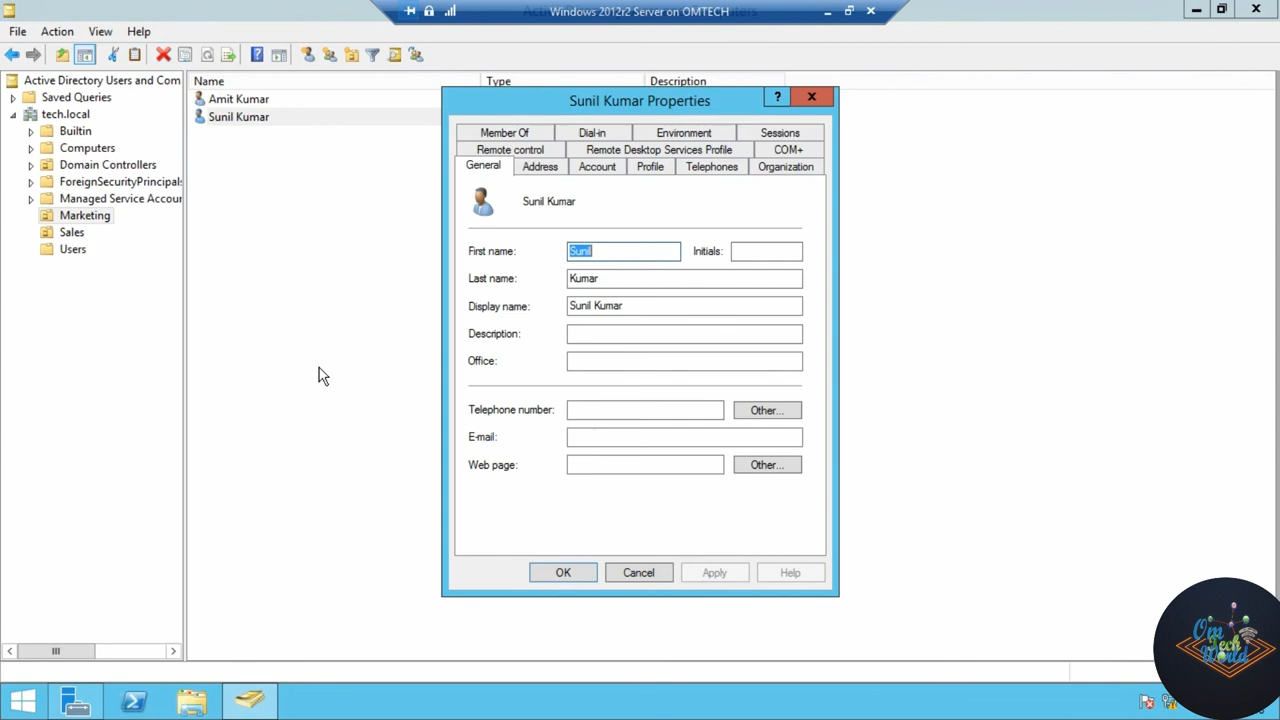 Windows 2012r2 Server on OMTECH
File Action View Help
Active Directory Users and Com
Saved Queries
tech.local
Builtin
Computers
Domain Controllers
ForeignSecurityPrincipals
Managed Service Accour
Marketing
Sales
Users
Name Type Description
Amit Kumar
Sunil Kumar
Sunil Kumar Properties
?
Member Of Dial-in Environment Sessions
Remote control Remote Desktop Services Profile COM+
General Address Account Profile Telephones Organization
Sunil Kumar
First name: Sunil Initials:
Last name: Kumar
Display name: Sunil Kumar
Description:
Office:
Telephone number: Other...
E-mail:
Web page: Other...
OK Cancel Apply Help
Om
Tech
World